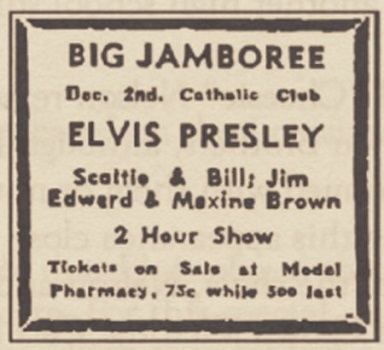 BIG JAMBOREE
Dec. 2nd. Catholic Club
ELVIS PRESLEY
Scottie & Bill; Jim
Edward & Maxine Brown
2 Hour Show
Tickets on Sale at Model
Pharmacy, 75c while 500 last